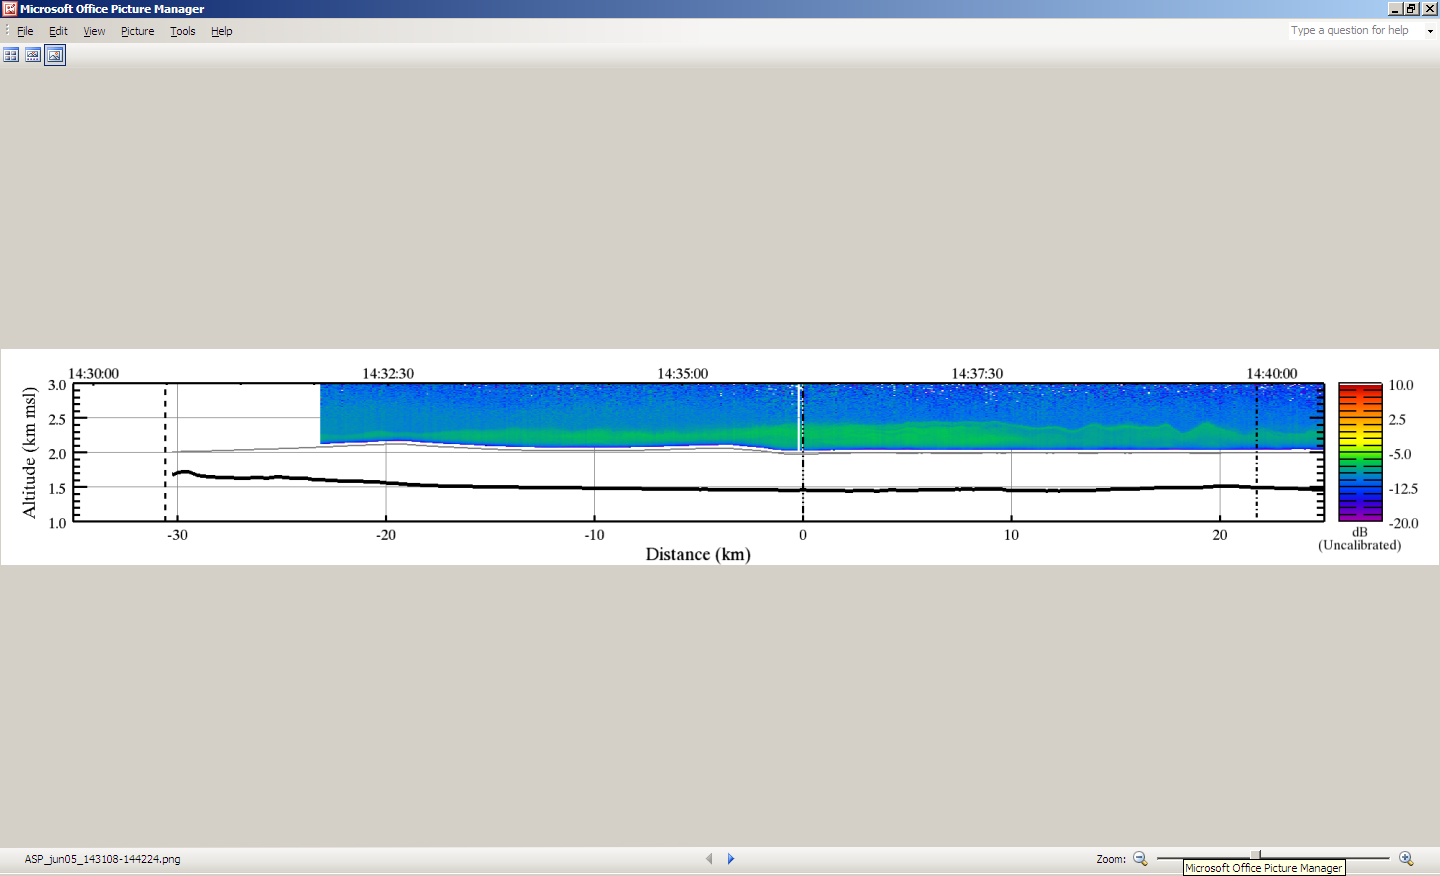 Microsoft Office Picture Manager
File Edit View Picture Tools Help
Type a question for help
14:30:00 14:32:30 14:35:00 14:37:30 14:40:00
3.0
2.5
2.0
1.5
1.0
Altitude (km msl)
-30 -20 -10 0 10 20
Distance (km)
10.0
2.5
-5.0
-12.5
-20.0
dB
(Uncalibrated)
ASP_jun05_143108-144224.png
Zoom:
Microsoft Office Picture Manager